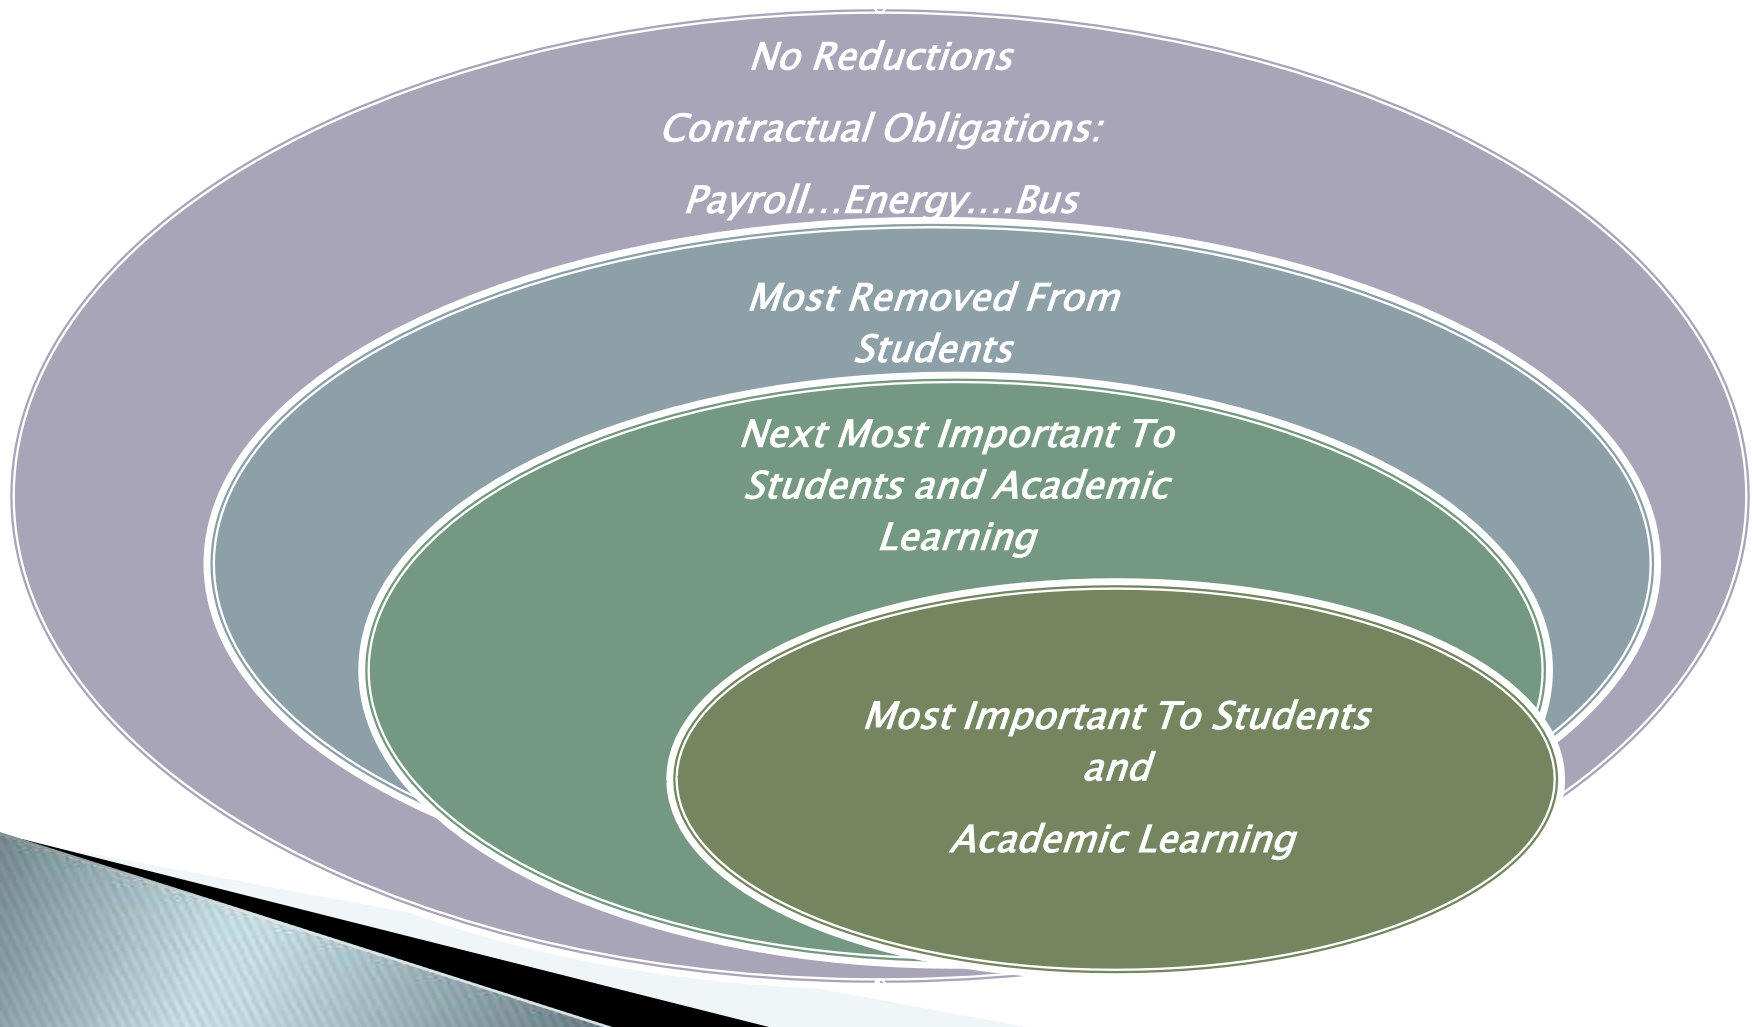 No Reductions
Contractual Obligations:
Payroll...Energy....Bus
Most Removed From
Students
Next Most Important To
Students and Academic
Learning
Most Important To Students
and
Academic Learning